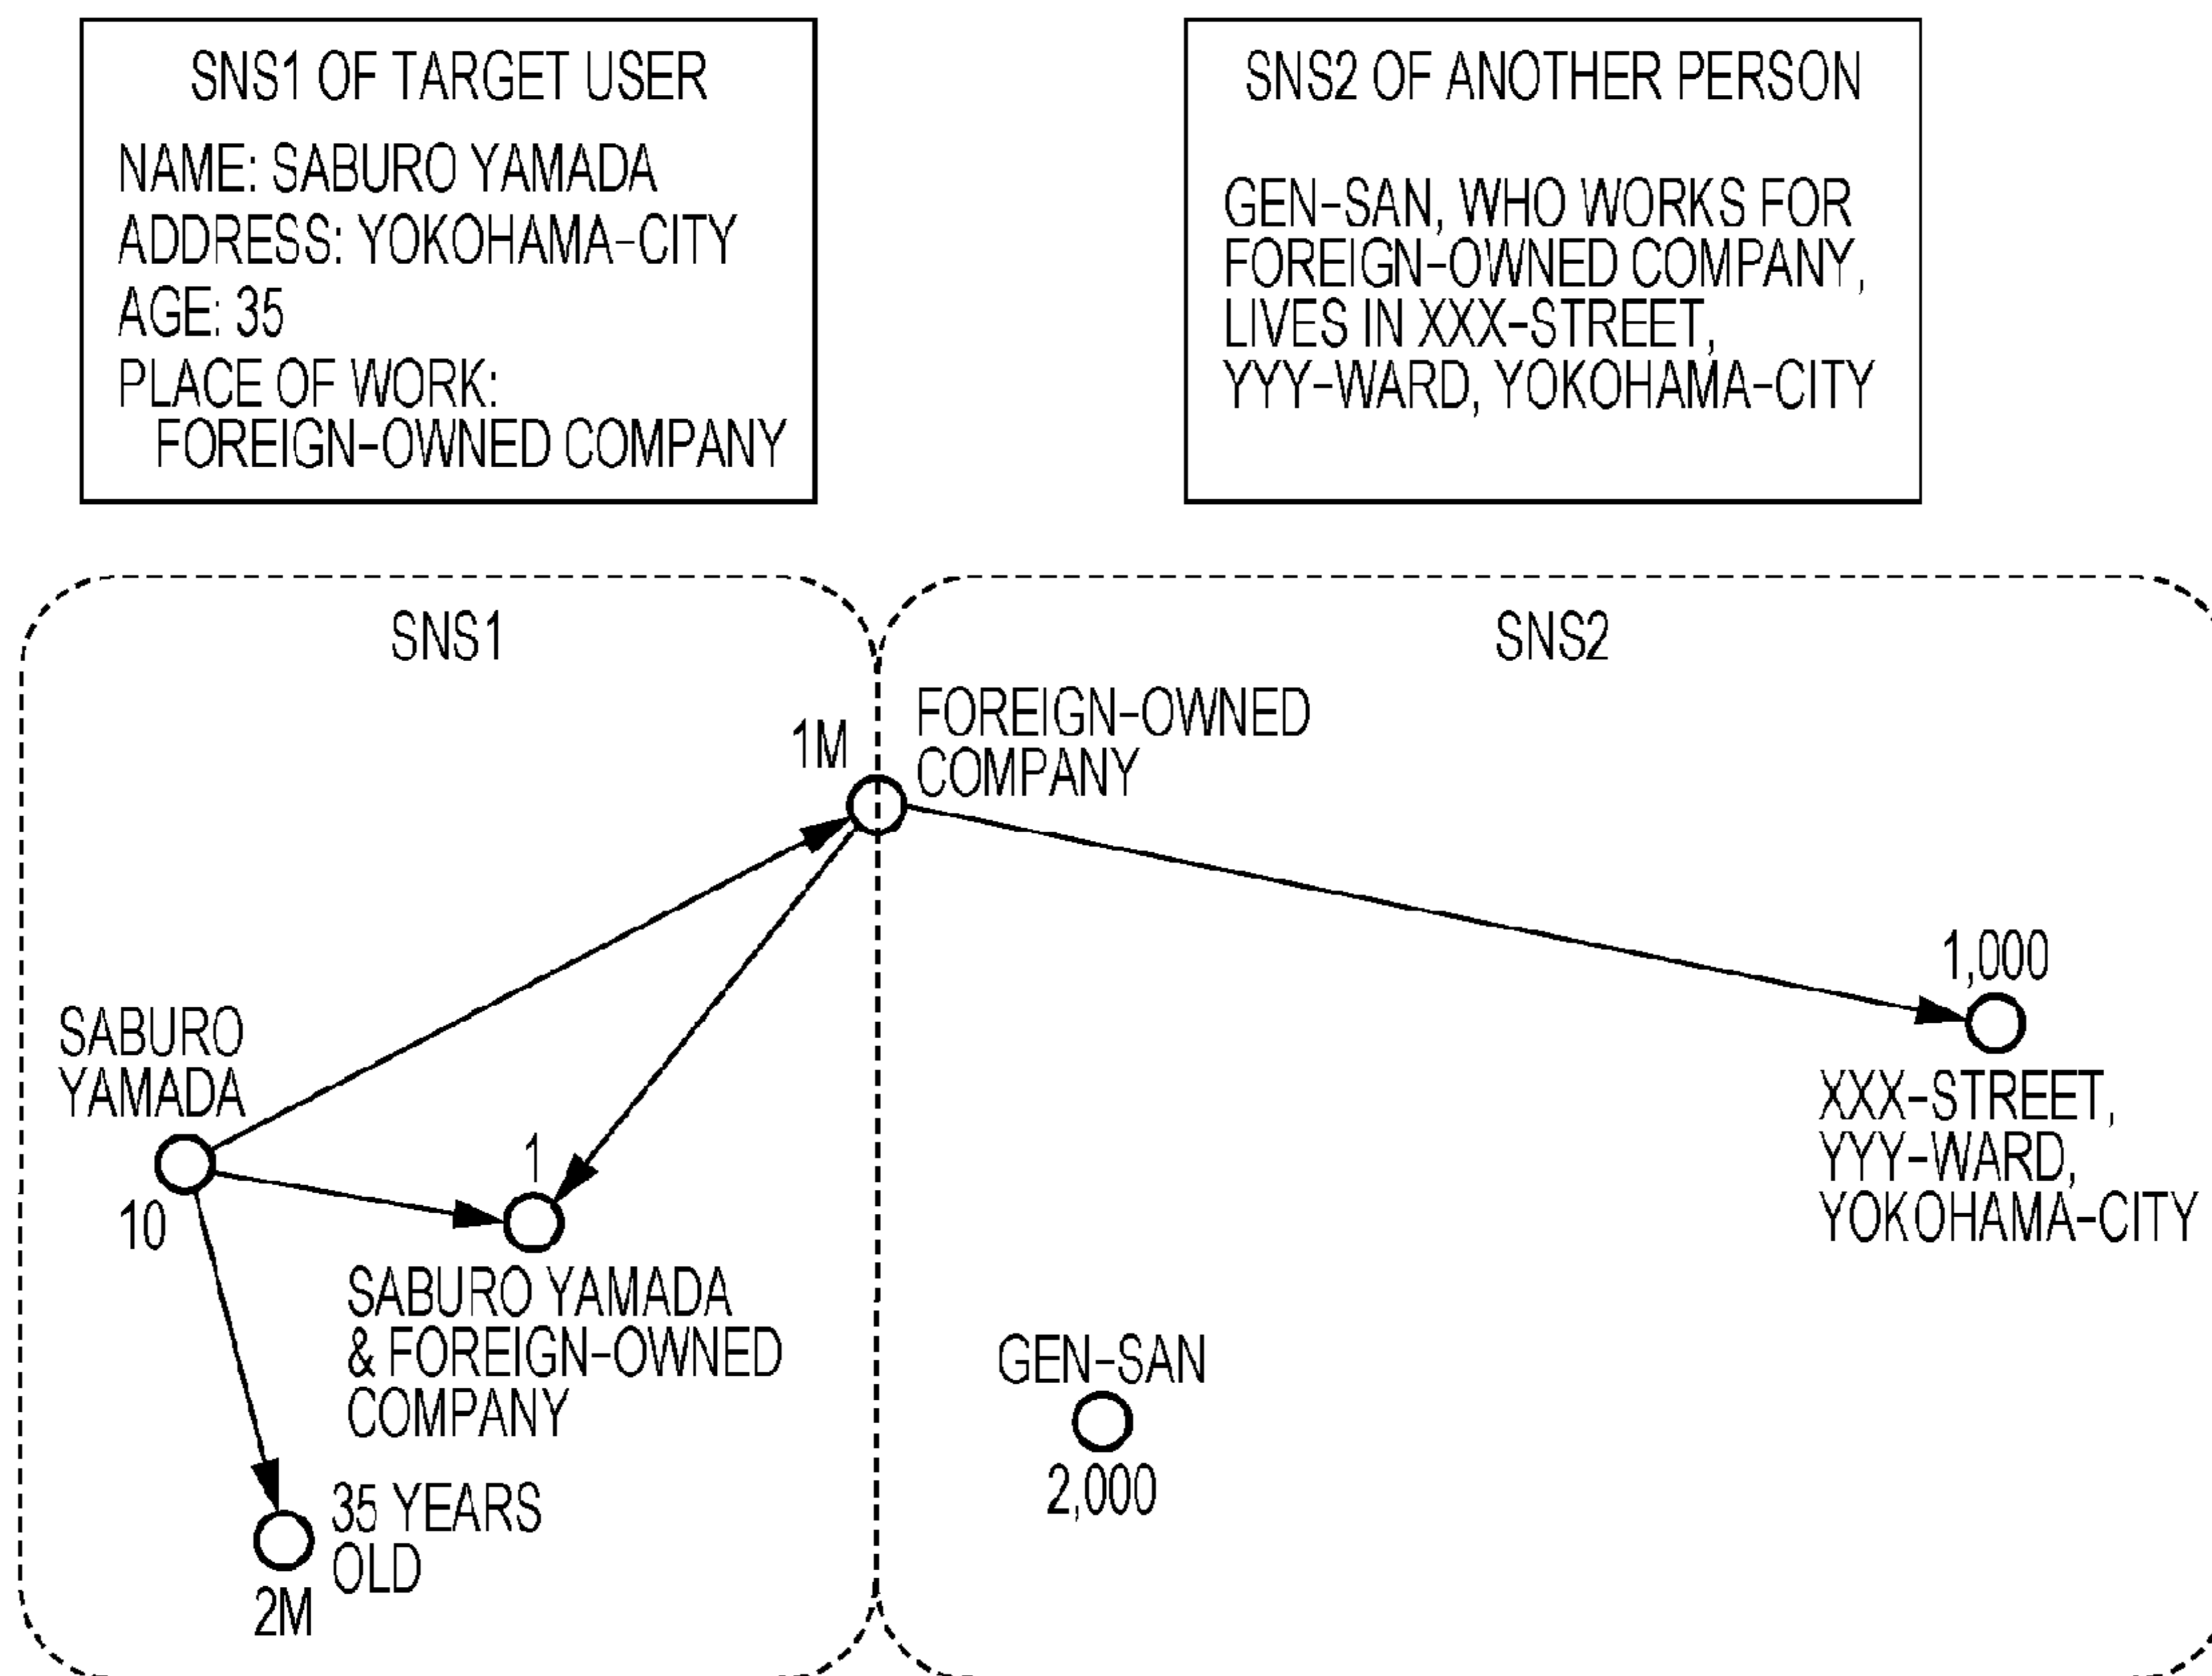 SNS1 OF TARGET USER
NAME: SABURO YAMADA
ADDRESS: YOKOHAMA-CITY
AGE: 35
PLACE OF WORK:
FOREIGN-OWNED COMPANY
SNS2 OF ANOTHER PERSON
GEN-SAN, WHO WORKS FOR
FOREIGN-OWNED COMPANY,
LIVES IN XXX-STREET,
YYY-WARD, YOKOHAMA-CITY
SNS1
SNS2
1M
FOREIGN-OWNED
COMPANY
1,000
XXX-STREET,
YYY-WARD,
YOKOHAMA-CITY
SABURO
YAMADA
10
1
SABURO YAMADA
& FOREIGN-OWNED
COMPANY
GEN-SAN
2,000
35 YEARS
OLD
2M